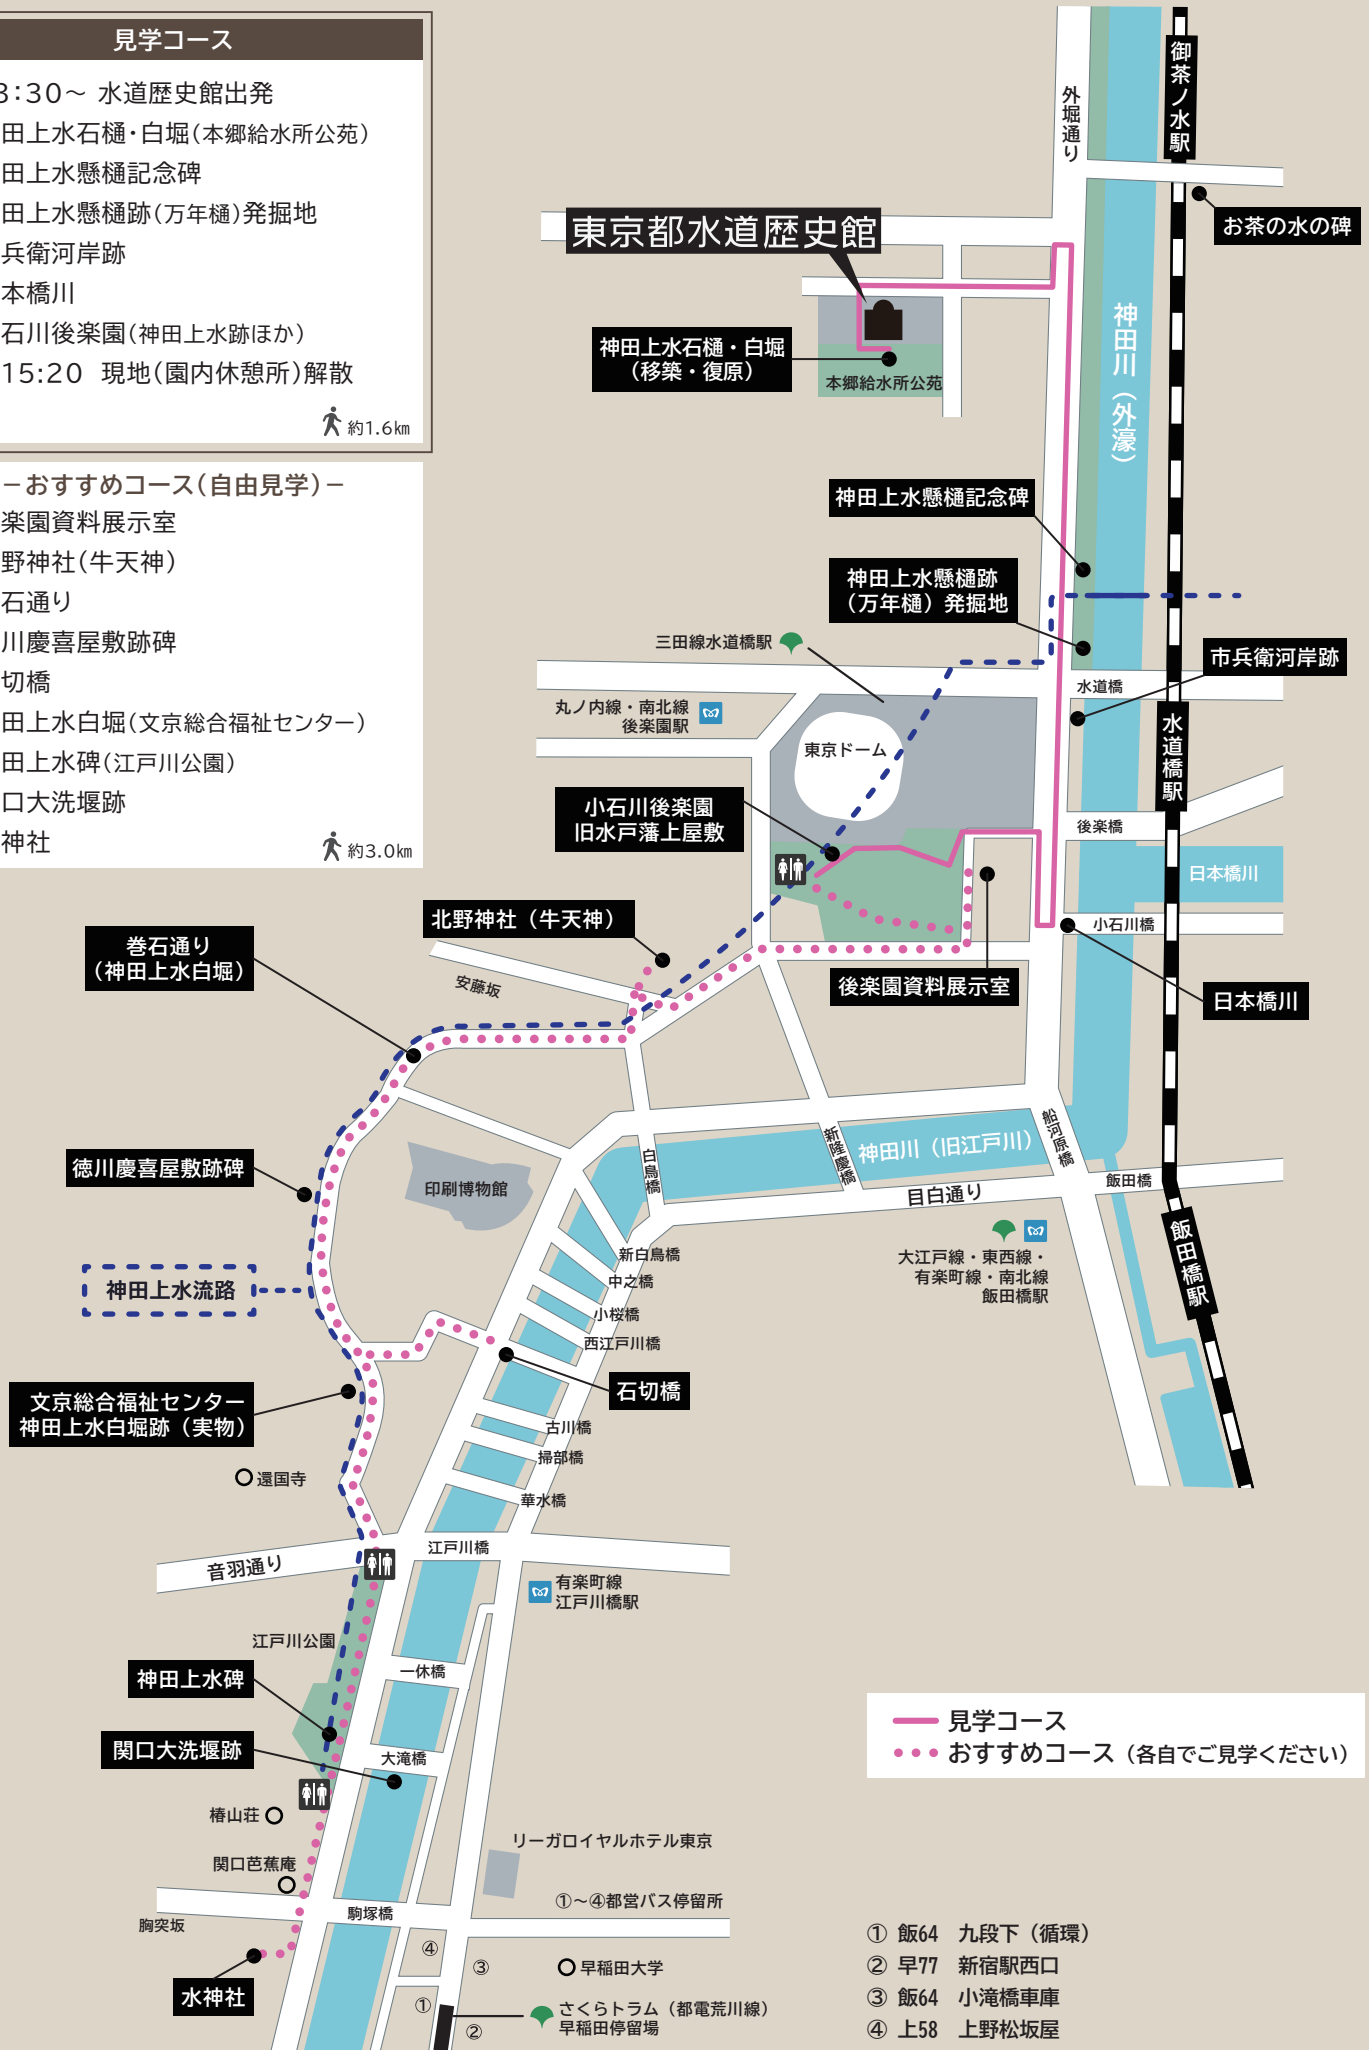 見学コース
3:30～ 水道歴史館出発
田上水石樋・白堀(本郷給水所公苑)
田上水懸樋記念碑
田上水懸樋跡(万年樋)発掘地
兵衛河岸跡
本橋川
石川後楽園(神田上水跡ほか)
15:20 現地(園内休憩所)解散
約1.6㎞
－おすすめコース(自由見学)－
楽園資料展示室
野神社(牛天神)
石通り
川慶喜屋敷跡碑
切橋
田上水白堀(文京総合福祉センター)
田上水碑(江戸川公園)
口大洗堰跡
神社
約3.0㎞
御茶ノ水駅
外堀通り
お茶の水の碑
東京都水道歴史館
神田川（外濠）
神田上水石樋・白堀
（移築・復原）
本郷給水所公苑
神田上水懸樋記念碑
神田上水懸樋跡
（万年樋）発掘地
三田線水道橋駅
市兵衛河岸跡
水道橋
丸ノ内線・南北線
後楽園駅
水道橋駅
東京ドーム
小石川後楽園
旧水戸藩上屋敷
後楽橋
日本橋川
北野神社（牛天神）
小石川橋
巻石通り
（神田上水白堀）
安藤坂
後楽園資料展示室
日本橋川
船河原橋
新隆慶橋
神田川（旧江戸川）
白鳥橋
徳川慶喜屋敷跡碑
印刷博物館
飯田橋
目白通り
飯田橋駅
新白鳥橋
大江戸線・東西線・
有楽町線・南北線
飯田橋駅
中之橋
神田上水流路
小桜橋
西江戸川橋
石切橋
文京総合福祉センター
神田上水白堀跡（実物）
古川橋
掃部橋
還国寺
華水橋
江戸川橋
音羽通り
有楽町線
江戸川橋駅
江戸川公園
神田上水碑
一休橋
見学コース
関口大洗堰跡
大滝橋
おすすめコース（各自でご見学ください）
椿山荘
リーガロイヤルホテル東京
関口芭蕉庵
①～④都営バス停留所
駒塚橋
胸突坂
④
③
早稲田大学
水神社
①
②
さくらトラム（都電荒川線）
早稲田停留場
① 飯64 九段下（循環）
② 早77 新宿駅西口
③ 飯64 小滝橋車庫
④ 上58 上野松坂屋